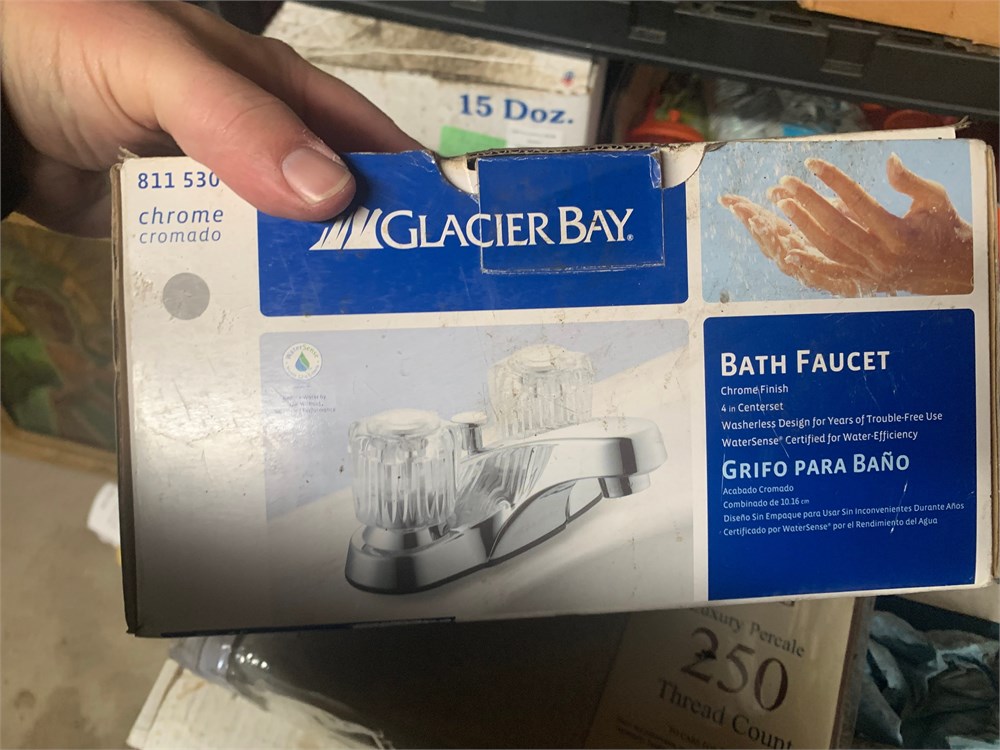 15 Doz.
811 530
chrome
cromado
GLACIER BAY®
WaterSense
BATH FAUCET
Chrome Finish
4 in Centerset
Washerless Design for Years of Trouble-Free Use
WaterSense® Certified for Water-Efficiency
GRIFO PARA BAÑO
Acabado Cromado
Combinado de 10.16 cm
Diseño Sin Empaque para Usar Sin Inconvenientes Durante Años
Certificado por WaterSense® por el Rendimiento del Agua
Luxury Percale
250
Thread Count